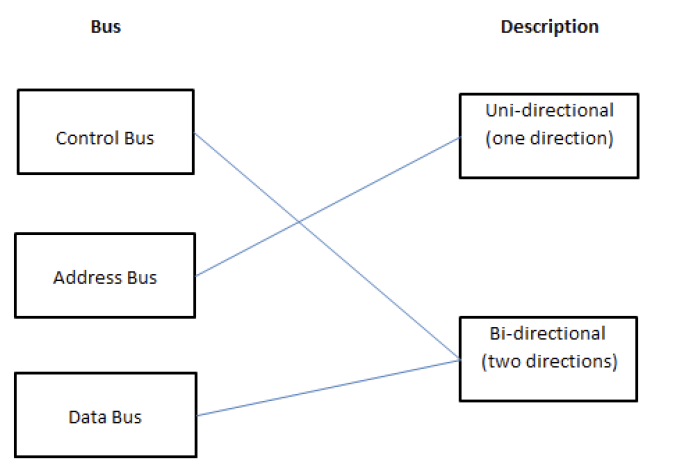 Bus
Description
Control Bus
Uni-directional
(one direction)
Address Bus
Bi-directional
(two directions)
Data Bus